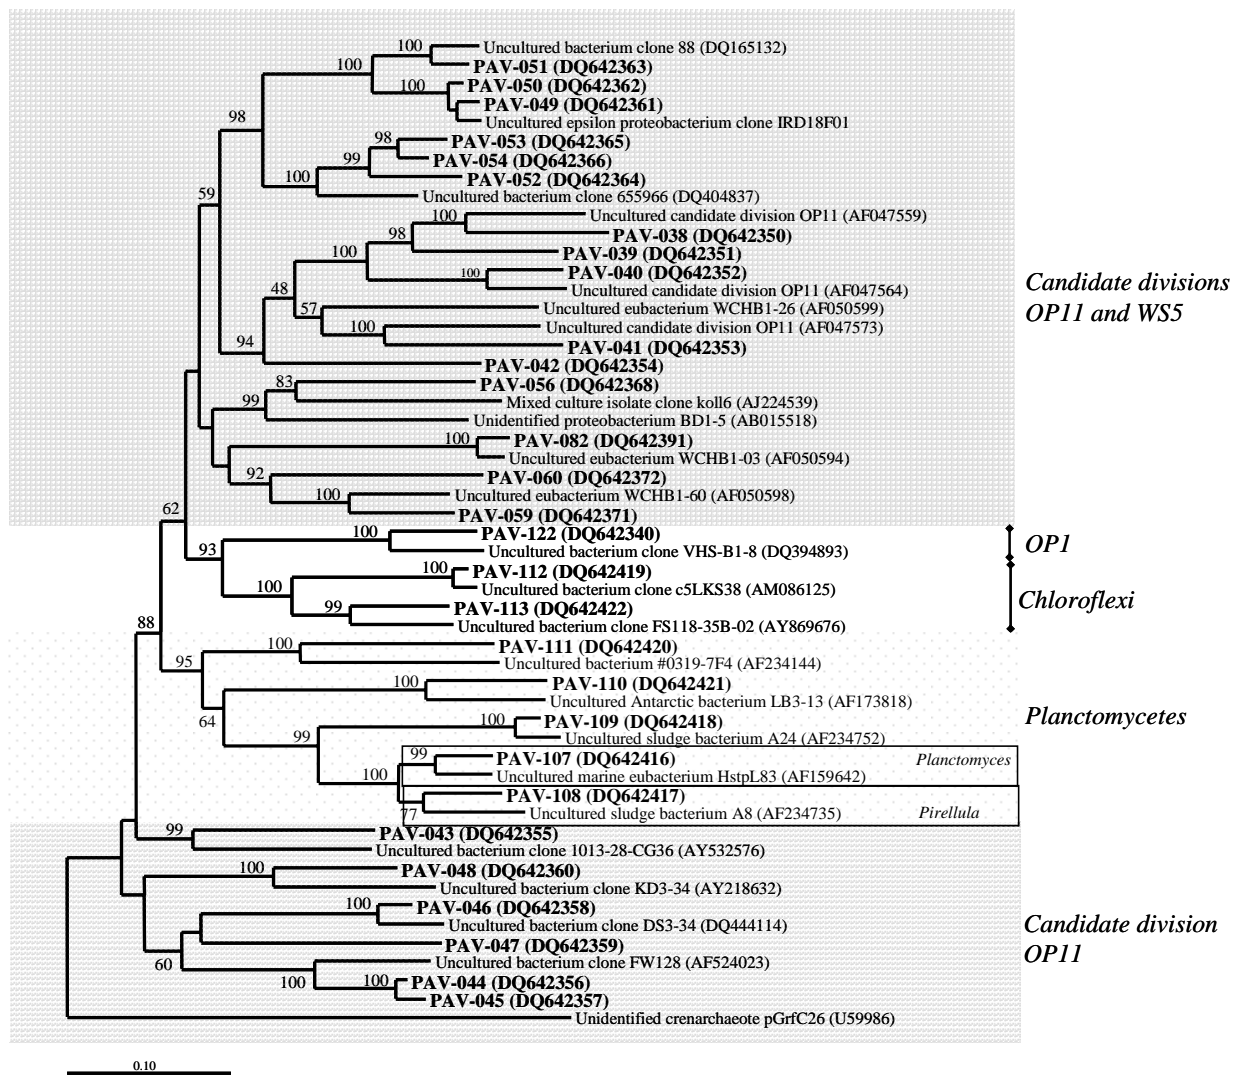 100
Uncultured bacterium clone 88 (DQ165132)
100
PAV-051 (DQ642363)
100
PAV-050 (DQ642362)
PAV-049 (DQ642361)
98
Uncultured epsilon proteobacterium clone IRD18F01
98
PAV-053 (DQ642365)
99
PAV-054 (DQ642366)
100
PAV-052 (DQ642364)
59
Uncultured bacterium clone 655966 (DQ404837)
100
Uncultured candidate division OP11 (AF047559)
98
PAV-038 (DQ642350)
100
PAV-039 (DQ642351)
100
PAV-040 (DQ642352)
48
Uncultured candidate division OP11 (AF047564)
57
Uncultured eubacterium WCHB1-26 (AF050599)
100
Uncultured candidate division OP11 (AF047573)
94
PAV-041 (DQ642353)
PAV-042 (DQ642354)
Candidate divisions
OP11 and WS5
83
PAV-056 (DQ642368)
99
Mixed culture isolate clone koll6 (AJ224539)
Unidentified proteobacterium BD1-5 (AB015518)
100
PAV-082 (DQ642391)
Uncultured eubacterium WCHB1-03 (AF050594)
92
PAV-060 (DQ642372)
100
Uncultured eubacterium WCHB1-60 (AF050598)
62
PAV-059 (DQ642371)
100
PAV-122 (DQ642340)
93
Uncultured bacterium clone VHS-B1-8 (DQ394893)
OP1
100
PAV-112 (DQ642419)
100
Uncultured bacterium clone c5LKS38 (AM086125)
99
PAV-113 (DQ642422)
Chloroflexi
88
Uncultured bacterium clone FS118-35B-02 (AY869676)
100
PAV-111 (DQ642420)
95
Uncultured bacterium #0319-7F4 (AF234144)
100
PAV-110 (DQ642421)
Uncultured Antarctic bacterium LB3-13 (AF173818)
64
100
PAV-109 (DQ642418)
Planctomycetes
99
Uncultured sludge bacterium A24 (AF234752)
99
PAV-107 (DQ642416)
Planctomyces
100
Uncultured marine eubacterium HstpL83 (AF159642)
PAV-108 (DQ642417)
77
Uncultured sludge bacterium A8 (AF234735)
Pirellula
99
PAV-043 (DQ642355)
Uncultured bacterium clone 1013-28-CG36 (AY532576)
100
PAV-048 (DQ642360)
Uncultured bacterium clone KD3-34 (AY218632)
100
PAV-046 (DQ642358)
Uncultured bacterium clone DS3-34 (DQ444114)
PAV-047 (DQ642359)
60
Uncultured bacterium clone FW128 (AF524023)
100
100
PAV-044 (DQ642356)
PAV-045 (DQ642357)
Candidate division
OP11
Unidentified crenarchaeote pGrfC26 (U59986)
0.10